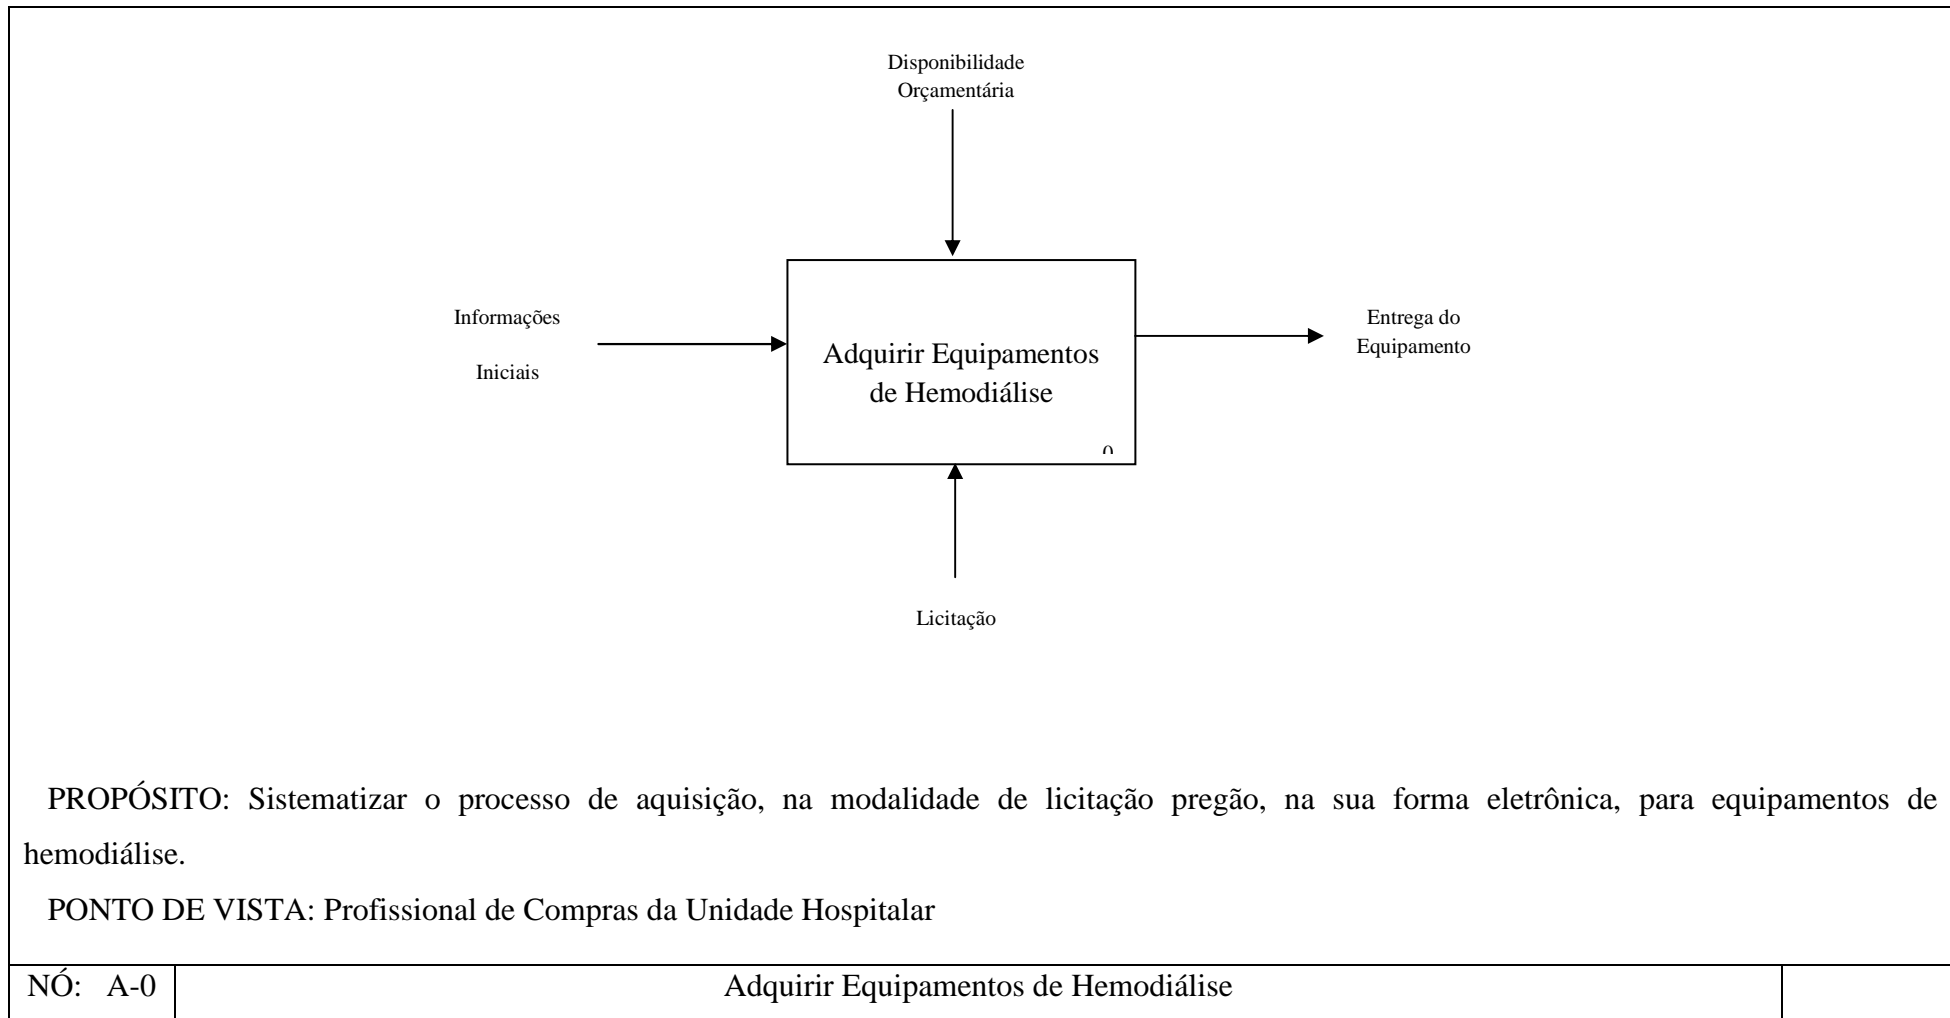 Disponibilidade
Orçamentária
Informações
Iniciais
Adquirir Equipamentos
de Hemodiálise
0
Entrega do
Equipamento
Licitação
PROPÓSITO: Sistematizar o processo de aquisição, na modalidade de licitação pregão, na sua forma eletrônica, para equipamentos de
hemodiálise.
PONTO DE VISTA: Profissional de Compras da Unidade Hospitalar
NÓ: A-0
Adquirir Equipamentos de Hemodiálise